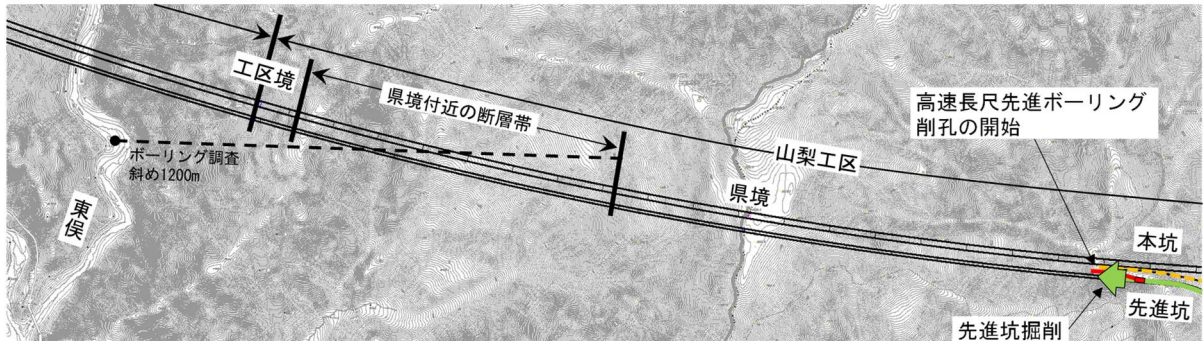 工区境
県境付近の断層帯
高速長尺先進ボーリング
削孔の開始
ボーリング調査
斜め1200m
山梨工区
県境
東俣
本坑
先進坑
先進坑掘削